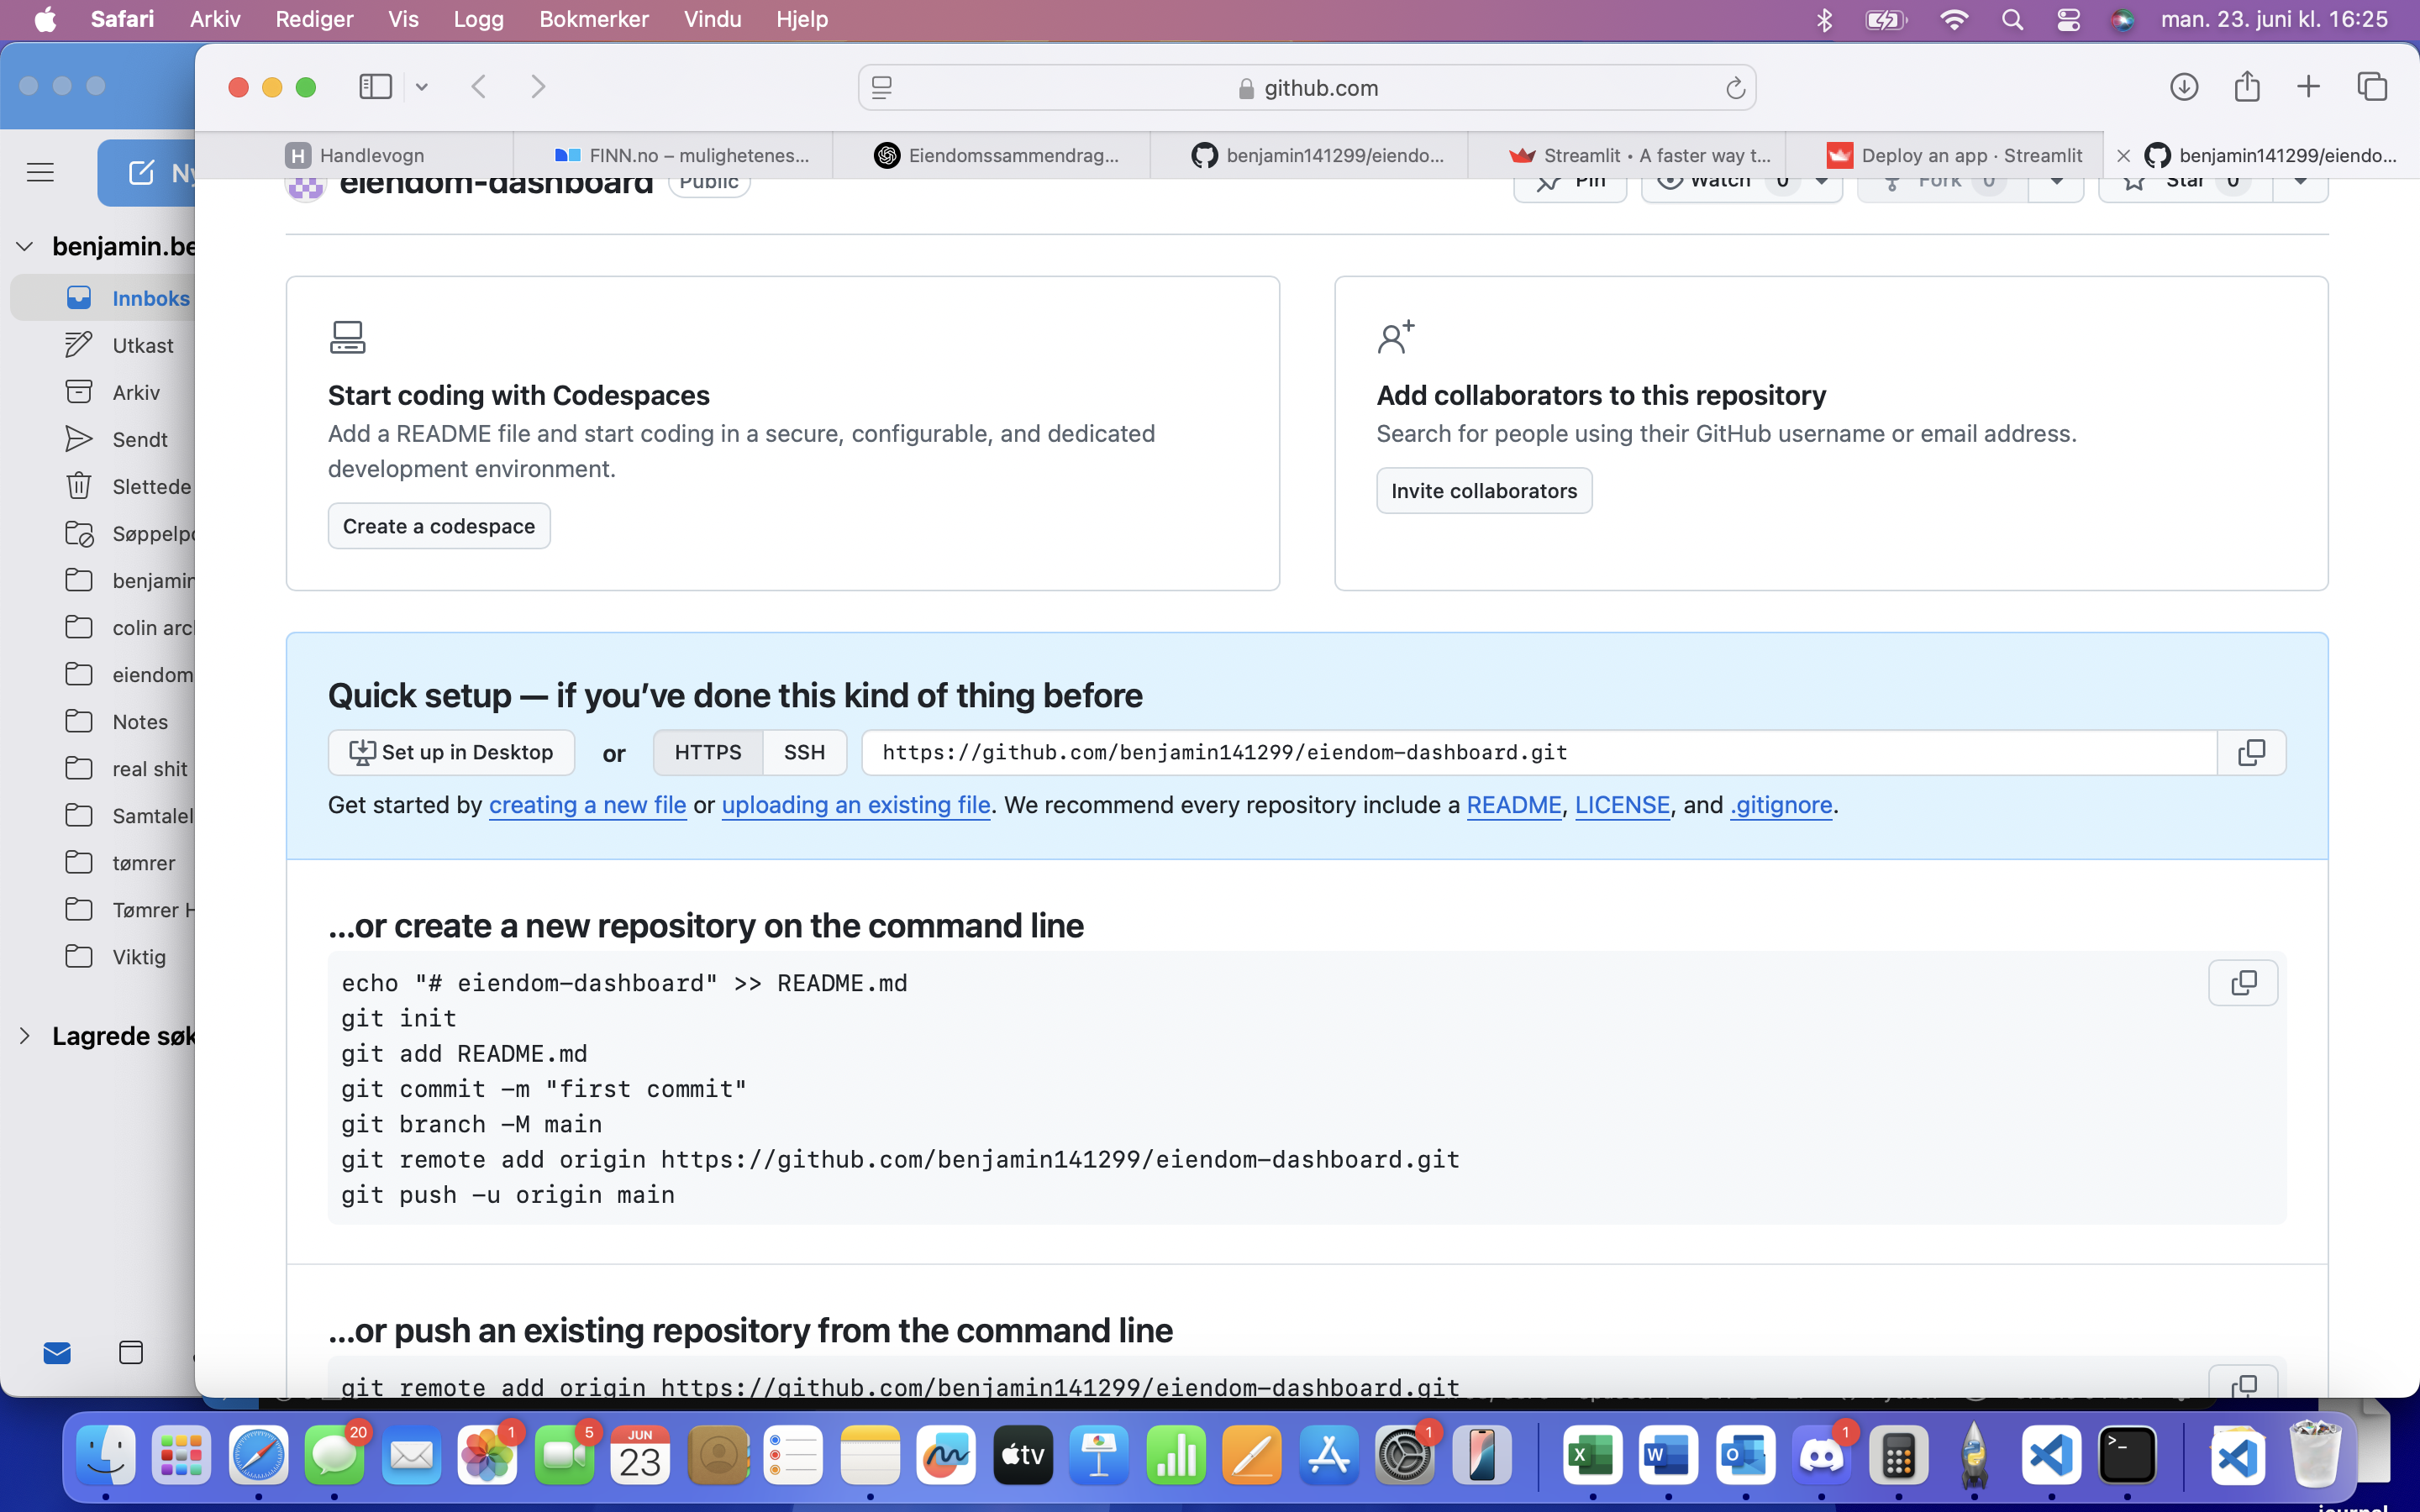 Safari Arkiv Rediger Vis Logg Bokmerker Vindu Hjelp man. 23. juni kl. 16:25
github.com
H Handlevogn
FINN.no – mulighetenes...
Eiendomssammendrag...
benjamin141299/eiendo...
Streamlit • A faster way t...
Deploy an app · Streamlit
benjamin141299/eiendo...
Ny
benjamin.be
Innboks
Utkast
Arkiv
Sendt
Slettede
Søppelpo
benjamin
colin arc
eiendom
Notes
real shit
Samtalel
tømrer
Tømrer H
Viktig
Lagrede søk
eiendom-dashboard Public
Pin Watch 0 Fork 0 Star 0
Start coding with Codespaces
Add a README file and start coding in a secure, configurable, and dedicated
development environment.
Create a codespace
Add collaborators to this repository
Search for people using their GitHub username or email address.
Invite collaborators
Quick setup — if you've done this kind of thing before
Set up in Desktop or HTTPS SSH https://github.com/benjamin141299/eiendom-dashboard.git
Get started by creating a new file or uploading an existing file. We recommend every repository include a README, LICENSE, and .gitignore.
...or create a new repository on the command line
echo "# eiendom-dashboard" >> README.md
git init
git add README.md
git commit -m "first commit"
git branch -M main
git remote add origin https://github.com/benjamin141299/eiendom-dashboard.git
git push -u origin main
...or push an existing repository from the command line
git remote add origin https://github.com/benjamin141299/eiendom-dashboard.git
20
1
5
JUN
23
tv
1
X
W
O
1
>_
journal